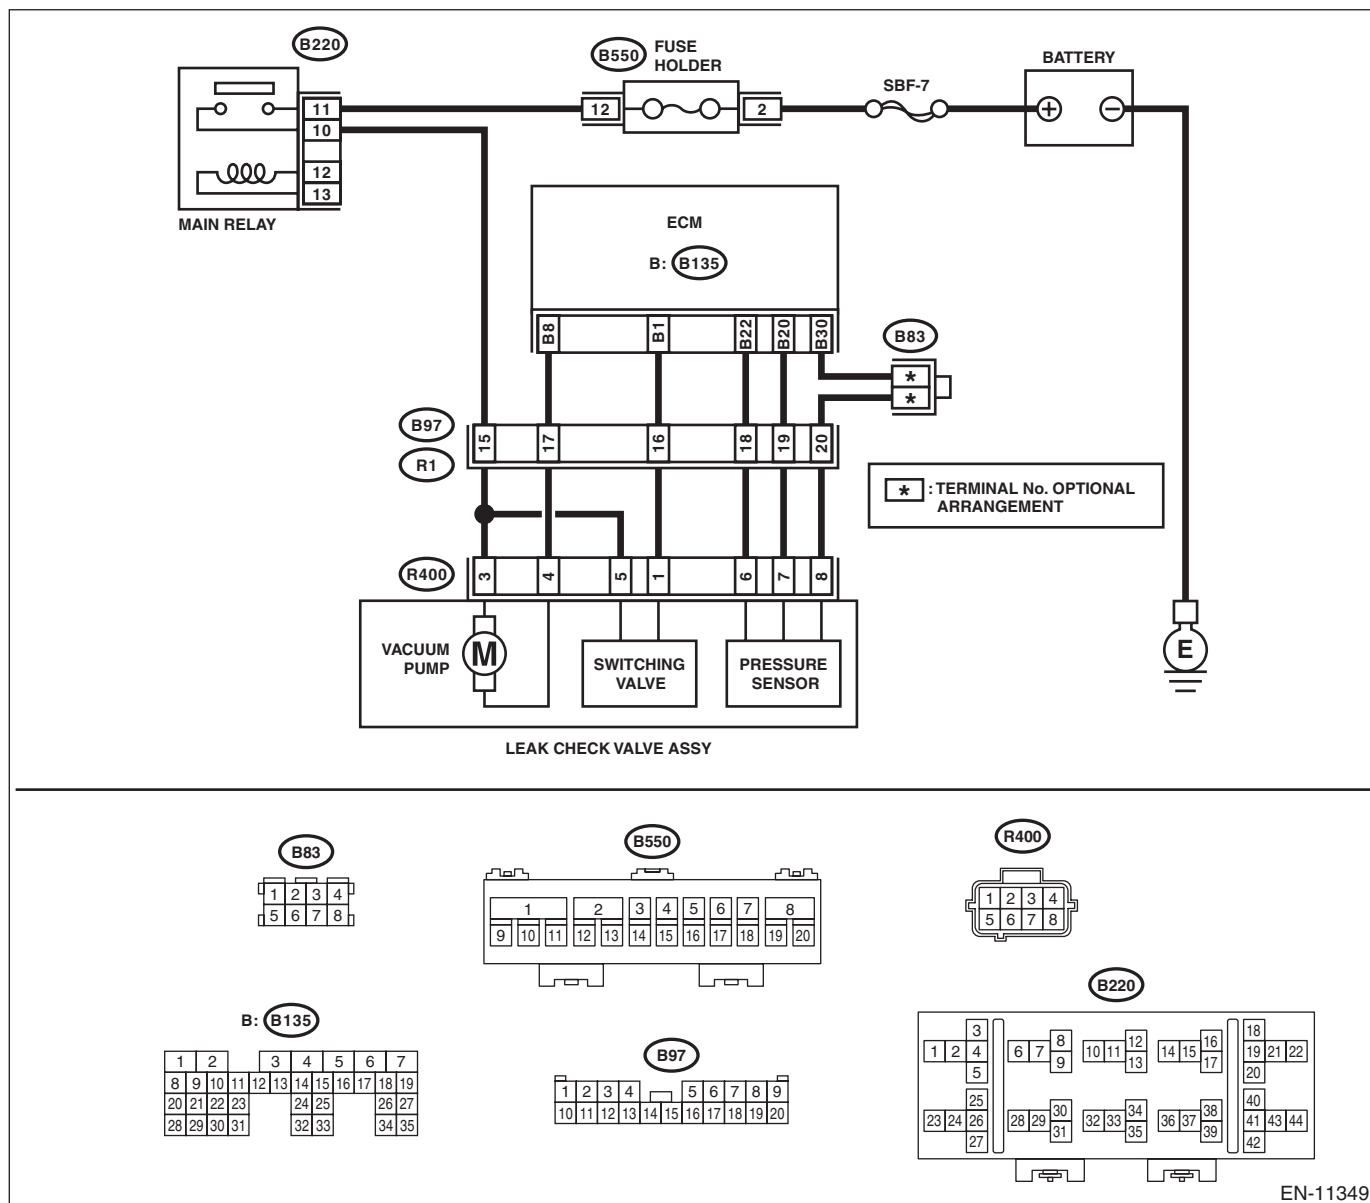 B220
B550
FUSE
HOLDER
BATTERY
SBF-7
11
10
12
13
12
2
+
−
MAIN RELAY
ECM
B: B135
B8 B1 B22 B20 B30
B83
*
*
B97
R1
15 17 16 18 19 20
* : TERMINAL No. OPTIONAL
ARRANGEMENT
R400
3 4 5 1 6 7 8
VACUUM
PUMP
M
SWITCHING
VALVE
PRESSURE
SENSOR
E
LEAK CHECK VALVE ASSY
B83
1 2 3 4
5 6 7 8
B550
1 2 3 4 5 6 7 8
9 10 11 12 13 14 15 16 17 18 19 20
R400
1 2 3 4
5 6 7 8
B: B135
1 2 3 4 5 6 7
8 9 10 11 12 13 14 15 16 17 18 19
20 21 22 23 24 25 26 27
28 29 30 31 32 33 34 35
B97
1 2 3 4 5 6 7 8 9
10 11 12 13 14 15 16 17 18 19 20
B220
3 8 12 16 18
1 2 4 6 7 9 10 11 13 14 15 17 19 21 22
5 20
25 30 34 38 40
23 24 26 28 29 31 32 33 35 36 37 39 41 43 44
27 42
EN-11349